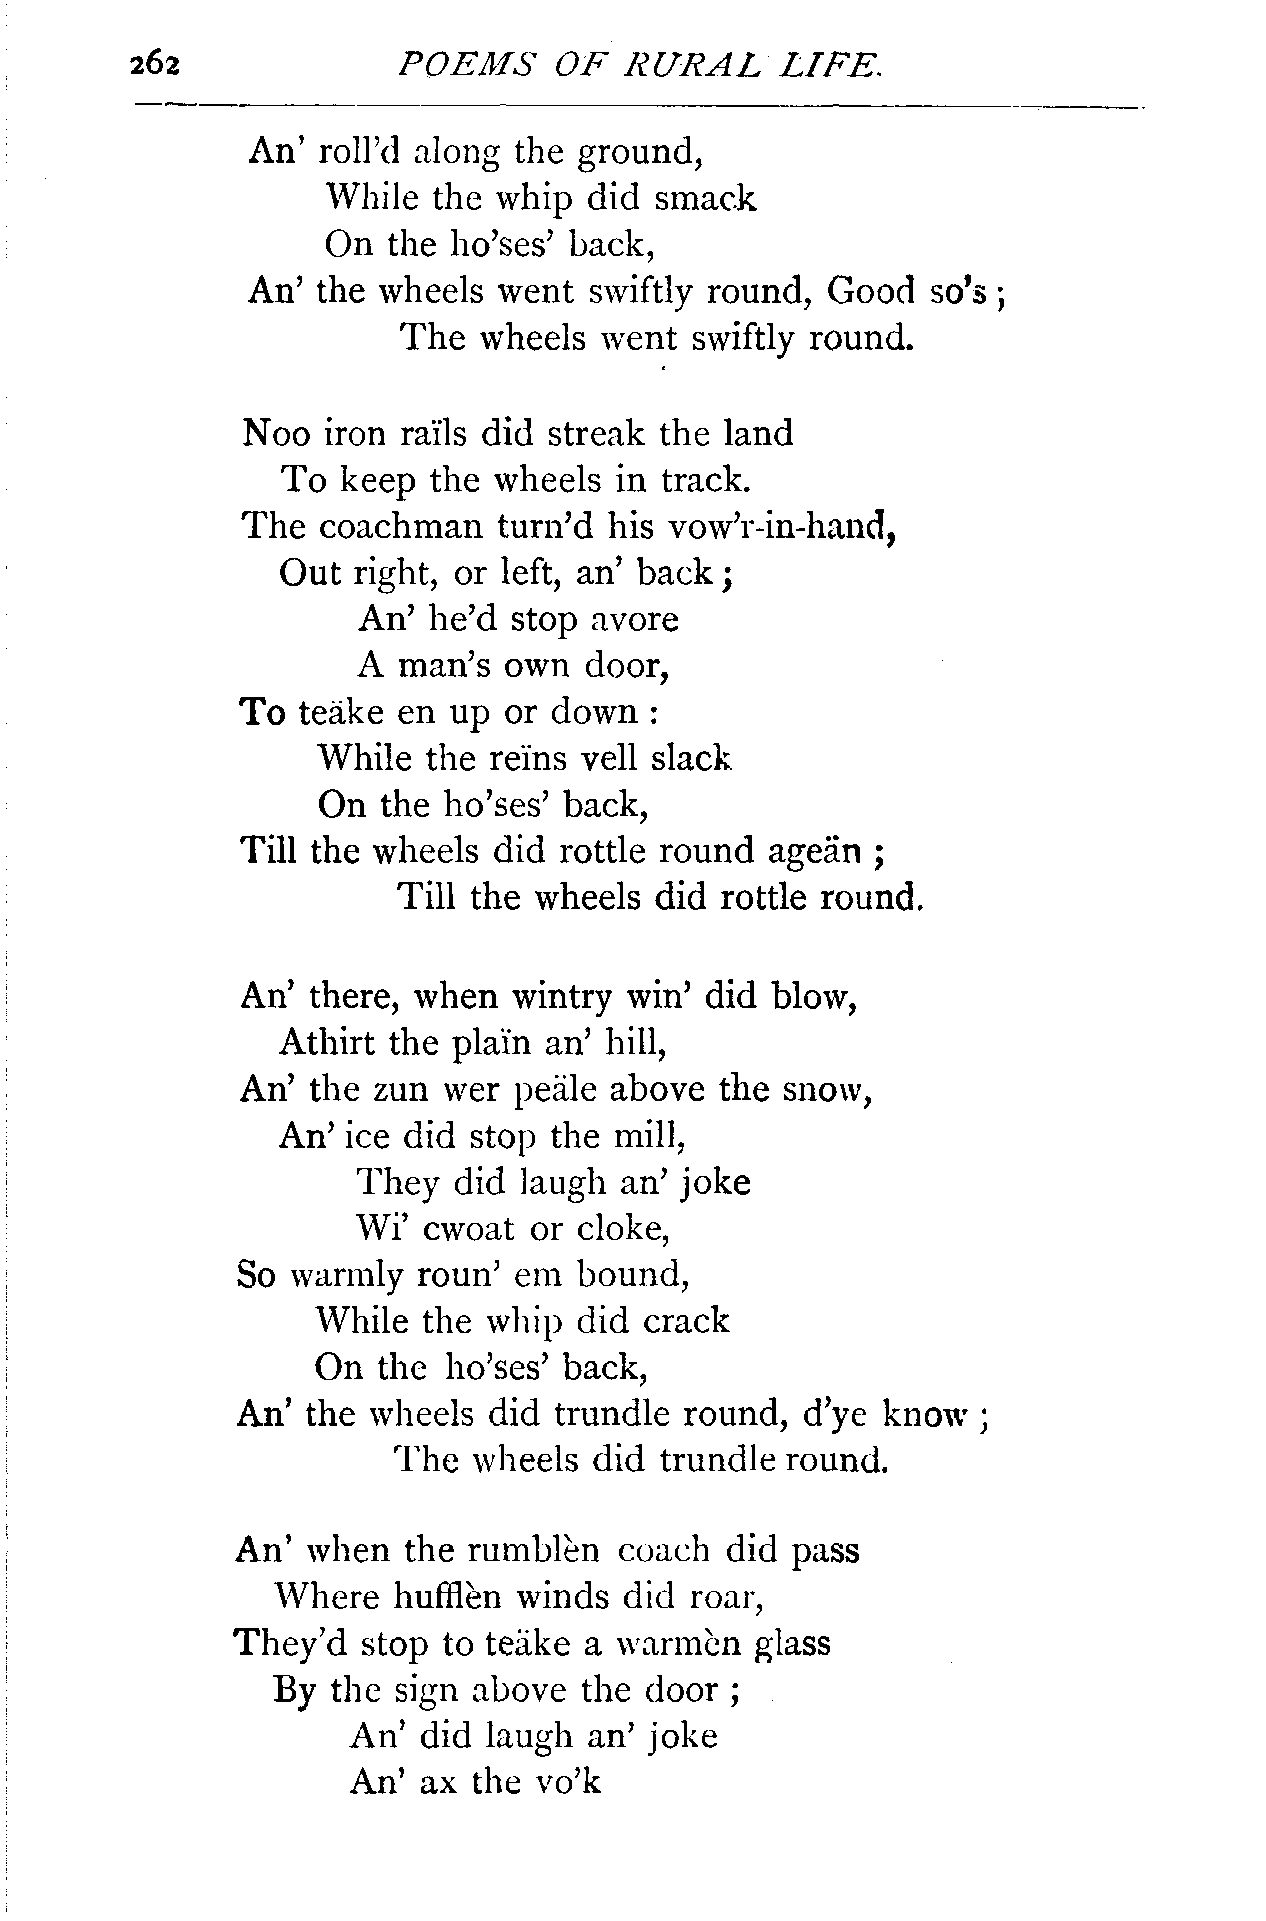 262 POEMS OF RURAL LIFE.
An' roll'd along the ground,
While the whip did smack
On the ho'ses' back,
An' the wheels went swiftly round, Good so's ;
The wheels went swiftly round.
Noo iron raïls did streak the land
To keep the wheels in track.
The coachman turn'd his vow'r-in-hand,
Out right, or left, an' back ;
An' he'd stop avore
A man's own door,
To teäke en up or down :
While the reïns vell slack
On the ho'ses' back,
Till the wheels did rottle round ageän ;
Till the wheels did rottle round.
An' there, when wintry win' did blow,
Athirt the plaïn an' hill,
An' the zun wer peäle above the snow,
An' ice did stop the mill,
They did laugh an' joke
Wi' cwoat or cloke,
So warmly roun' em bound,
While the whip did crack
On the ho'ses' back,
An' the wheels did trundle round, d'ye know ;
The wheels did trundle round.
An' when the rumblèn coach did pass
Where hufflèn winds did roar,
They'd stop to teäke a warmèn glass
By the sign above the door ;
An' did laugh an' joke
An' ax the vo'k